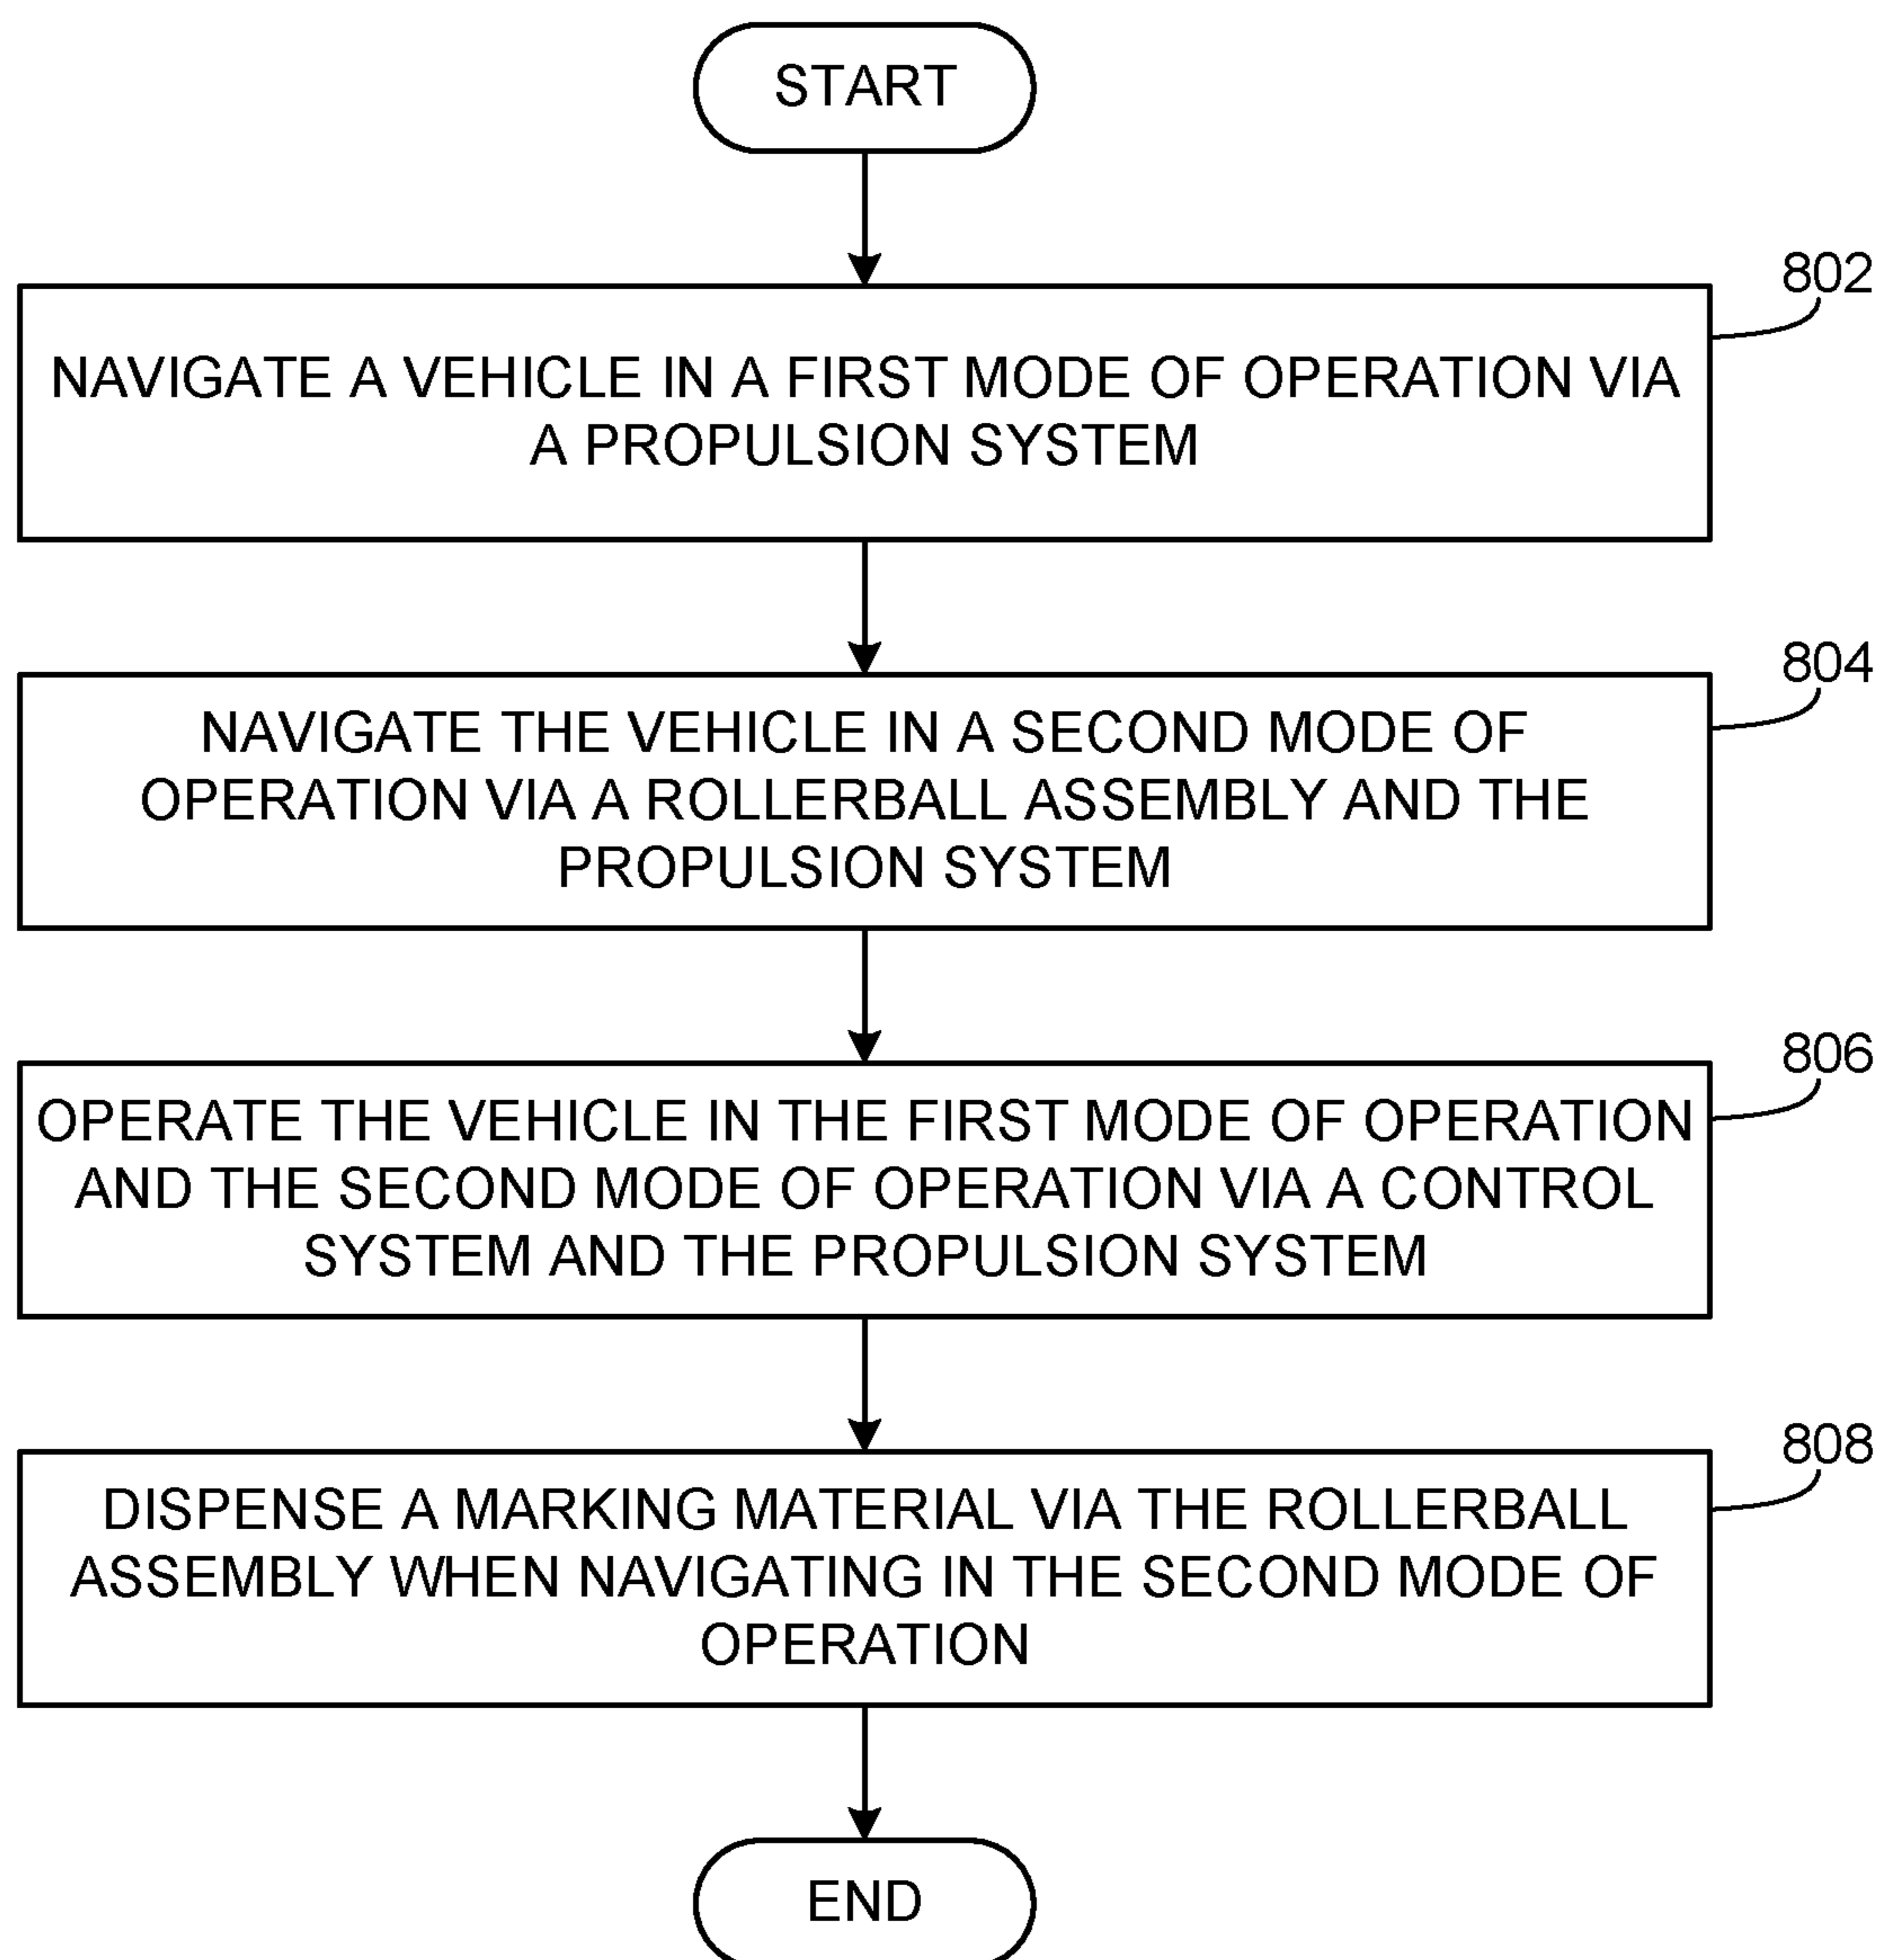 START
802
NAVIGATE A VEHICLE IN A FIRST MODE OF OPERATION VIA
A PROPULSION SYSTEM
804
NAVIGATE THE VEHICLE IN A SECOND MODE OF
OPERATION VIA A ROLLERBALL ASSEMBLY AND THE
PROPULSION SYSTEM
806
OPERATE THE VEHICLE IN THE FIRST MODE OF OPERATION
AND THE SECOND MODE OF OPERATION VIA A CONTROL
SYSTEM AND THE PROPULSION SYSTEM
808
DISPENSE A MARKING MATERIAL VIA THE ROLLERBALL
ASSEMBLY WHEN NAVIGATING IN THE SECOND MODE OF
OPERATION
END